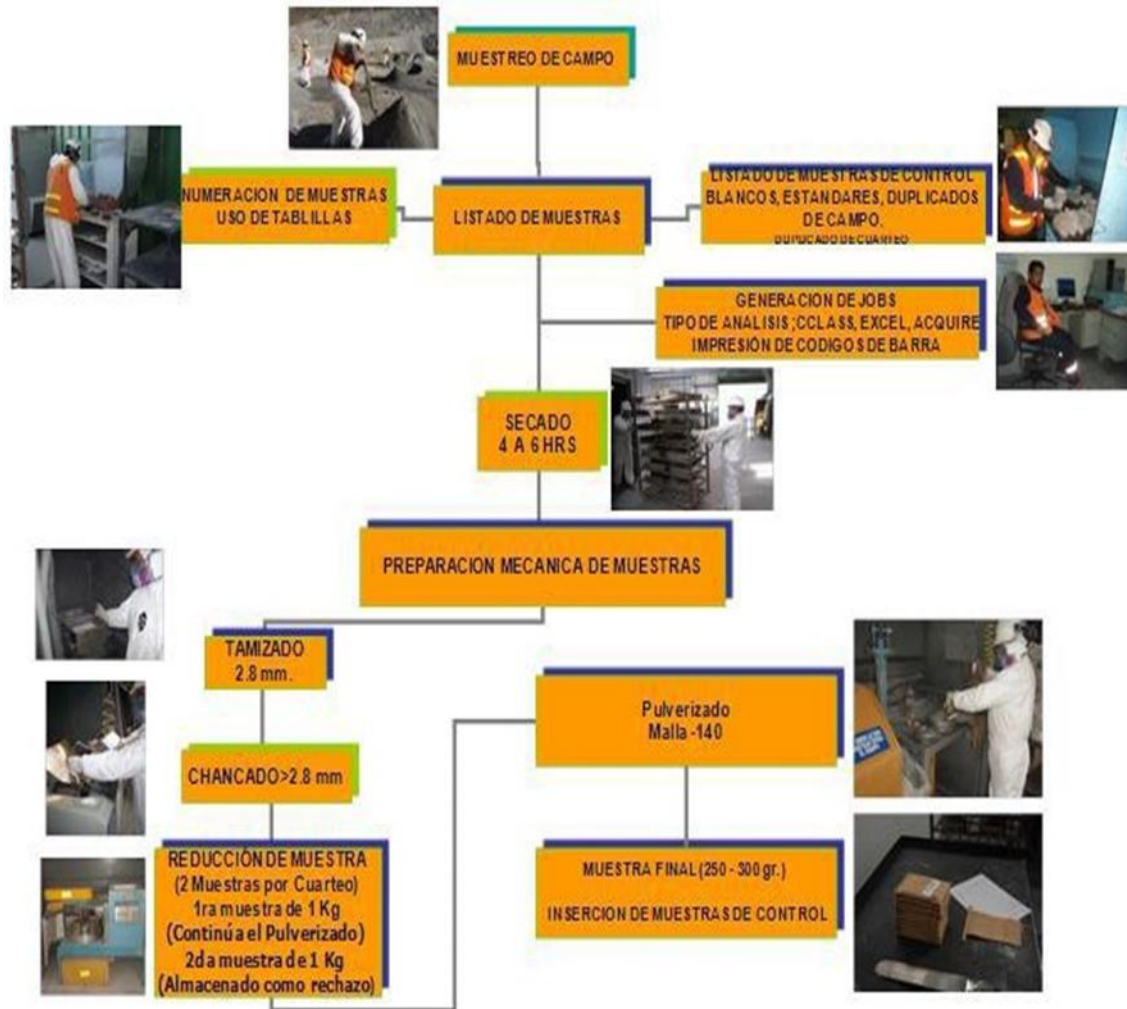 MUESTREO DE CAMPO
NUMERACION DE MUESTRAS
USO DE TABLILLAS
LISTADO DE MUESTRAS
LISTADO DE MUESTRAS DE CONTROL
BLANCOS, ESTANDARES, DUPLICADOS
DE CAMPO.
DUPLICADO DE CUARTEO
GENERACION DE JOBS
TIPO DE ANALISIS ; CCLASS, EXCEL, ACQUIRE
IMPRESIÓN DE CODIGOS DE BARRA
SECADO
4 A 6 HRS
PREPARACION MECANICA DE MUESTRAS
TAMIZADO
2.8 mm.
CHANCADO>2.8 mm
REDUCCIÓN DE MUESTRA
(2 Muestras por Cuarteo)
1ra muestra de 1 Kg
(Continúa el Pulverizado)
2da muestra de 1 Kg
(Almacenado como rechazo)
Pulverizado
Malla -140
MUESTRA FINAL (250 - 300 gr.)
INSERCION DE MUESTRAS DE CONTROL